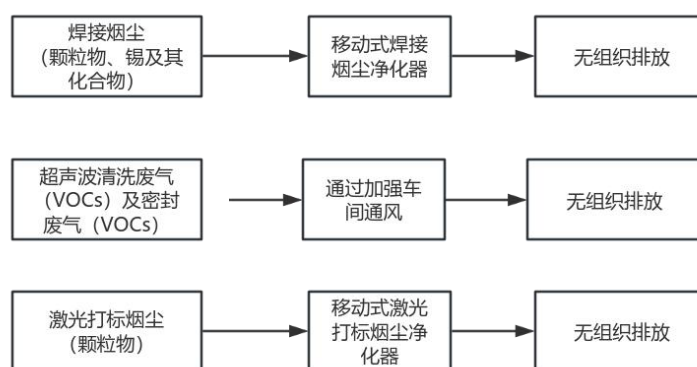 焊接烟尘
（颗粒物、锡及其
化合物）
移动式焊接
烟尘净化器
无组织排放
超声波清洗废气
（VOCs）及密封
废气（VOCs）
通过加强车
间通风
无组织排放
激光打标烟尘
（颗粒物）
移动式激光
打标烟尘净
化器
无组织排放